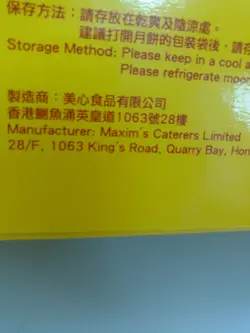 保存方法：請存放在乾爽及陰涼處。
建議打開月餅的包裝袋後，請存
Storage Method: Please keep in a cool a
Please refrigerate moon
製造商：美心食品有限公司
香港鰂魚涌英皇道1063號28樓
Manufacturer: Maxim's Caterers Limited
28/F, 1063 King's Road, Quarry Bay, Hon